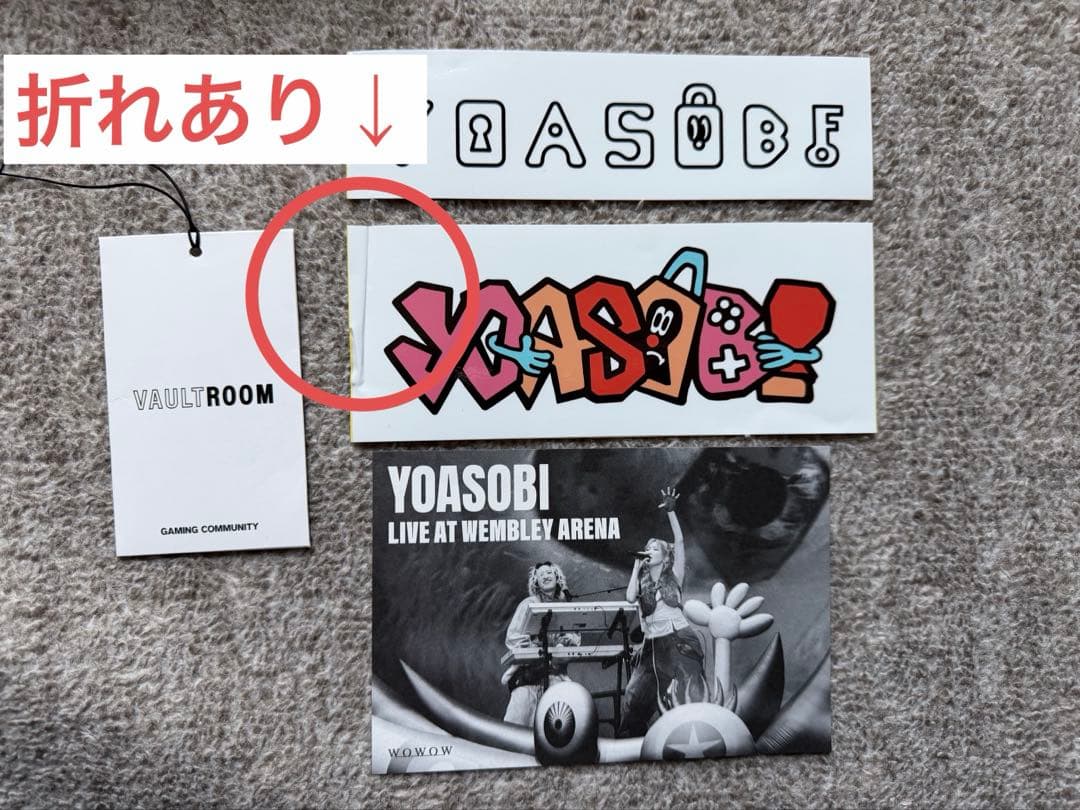 折れあり↓
YOASOBI
YOASOBI
VAULTROOM
GAMING COMMUNITY
YOASOBI
LIVE AT WEMBLEY ARENA
WOWOW